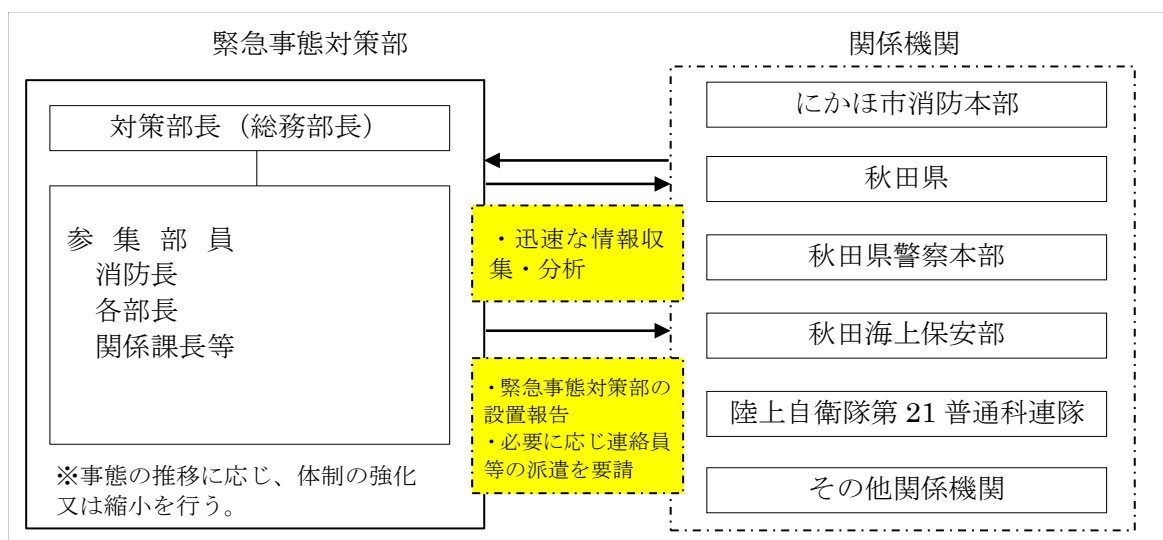 緊急事態対策部
対策部長（総務部長）
参 集 部 員
消防長
各部長
関係課長等
※事態の推移に応じ、体制の強化
又は縮小を行う。
・迅速な情報収
集・分析
・緊急事態対策部の
設置報告
・必要に応じ連絡員
等の派遣を要請
関係機関
にかほ市消防本部
秋田県
秋田県警察本部
秋田海上保安部
陸上自衛隊第 21 普通科連隊
その他関係機関